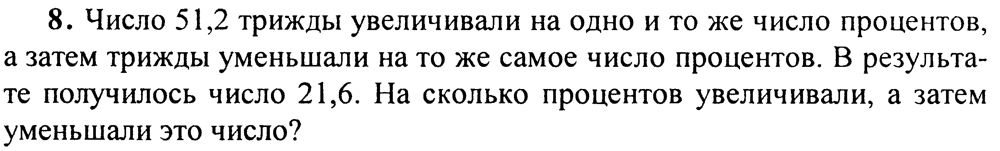 8. Число 51,2 трижды увеличивали на одно и то же число процентов,
а затем трижды уменьшали на то же самое число процентов. В результа-
те получилось число 21,6. На сколько процентов увеличивали, а затем
уменьшали это число?